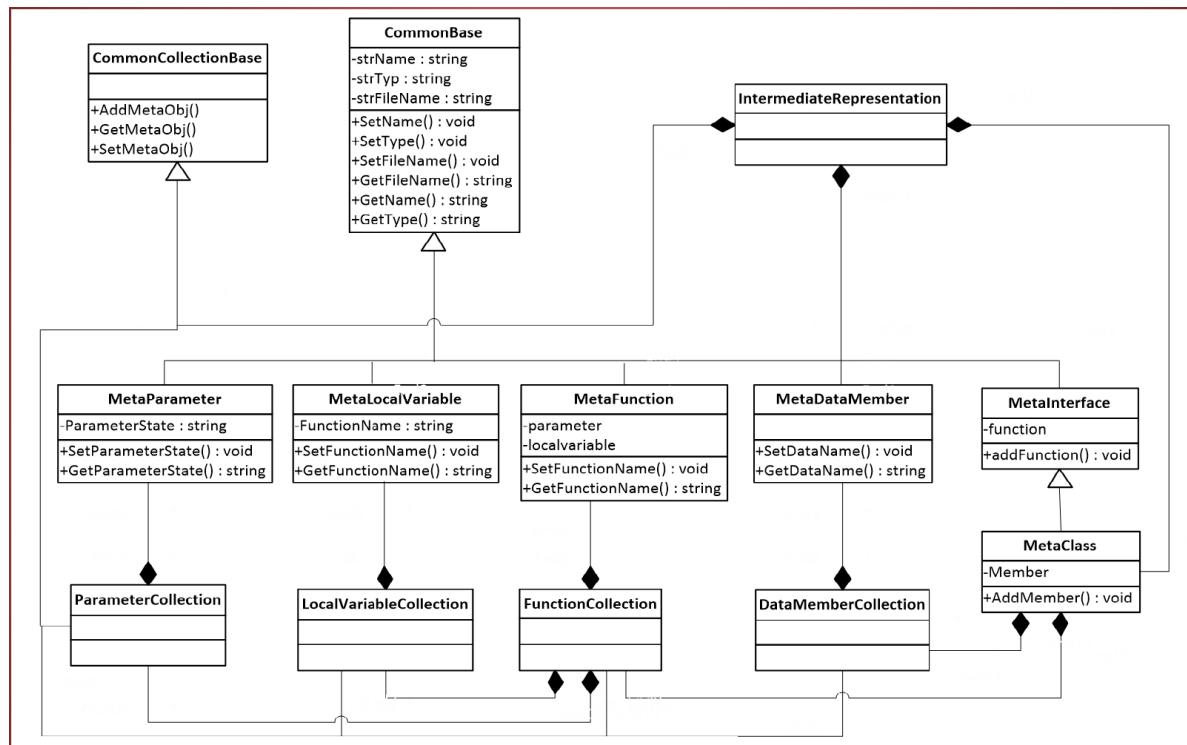 CommonCollectionBase
+AddMetaObj()
+GetMetaObj()
+SetMetaObj()
CommonBase
-strName : string
-strTyp : string
-strFileName : string
+SetName() : void
+SetType() : void
+SetFileName() : void
+GetFileName() : string
+GetName() : string
+GetType() : string
IntermediateRepresentation
MetaParameter
-ParameterState : string
+SetParameterState() : void
+GetParameterState() : string
MetaLocalVariable
-FunctionName : string
+SetFunctionName() : void
+GetFunctionName() : string
MetaFunction
-parameter
-localvariable
+SetFunctionName() : void
+GetFunctionName() : string
MetaDataMember
+SetDataName() : void
+GetDataName() : string
MetaInterface
-function
+addFunction() : void
MetaClass
-Member
+AddMember() : void
ParameterCollection
LocalVariableCollection
FunctionCollection
DataMemberCollection